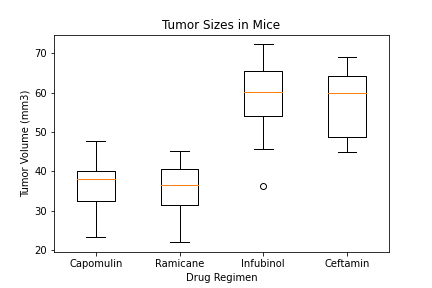 Tumor Sizes in Mice
Tumor Volume (mm3)
70
60
50
40
30
20
Capomulin Ramicane Infubinol Ceftamin
Drug Regimen